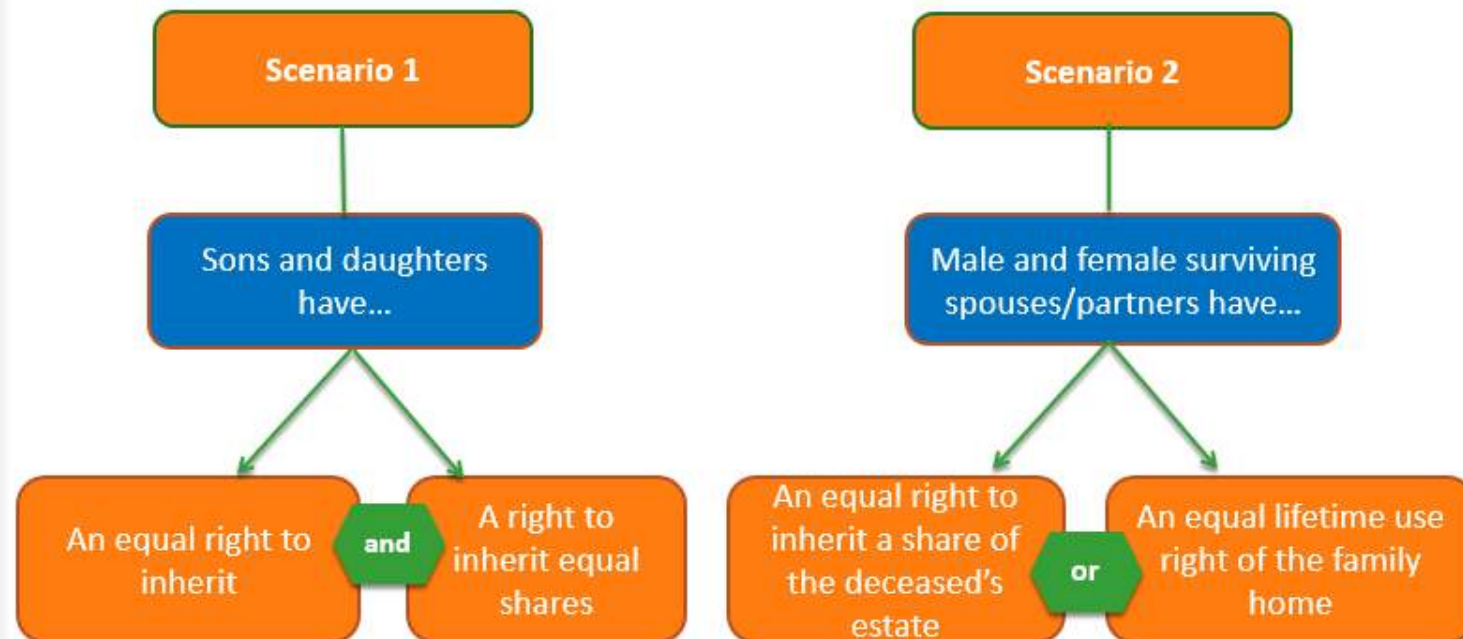 Scenario 1
Scenario 2
Sons and daughters
have...
Male and female surviving
spouses/partners have...
An equal right to
inherit
and
A right to
inherit equal
shares
An equal right to
inherit a share of
the deceased's
estate
or
An equal lifetime use
right of the family
home